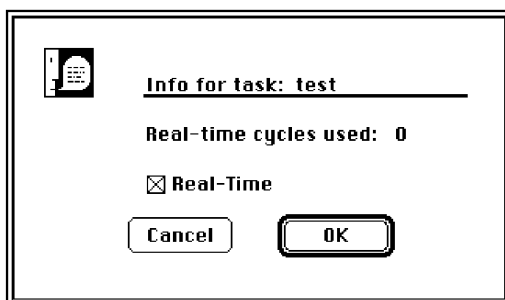 Info for task: test
Real-time cycles used: 0
Real-Time
Cancel OK